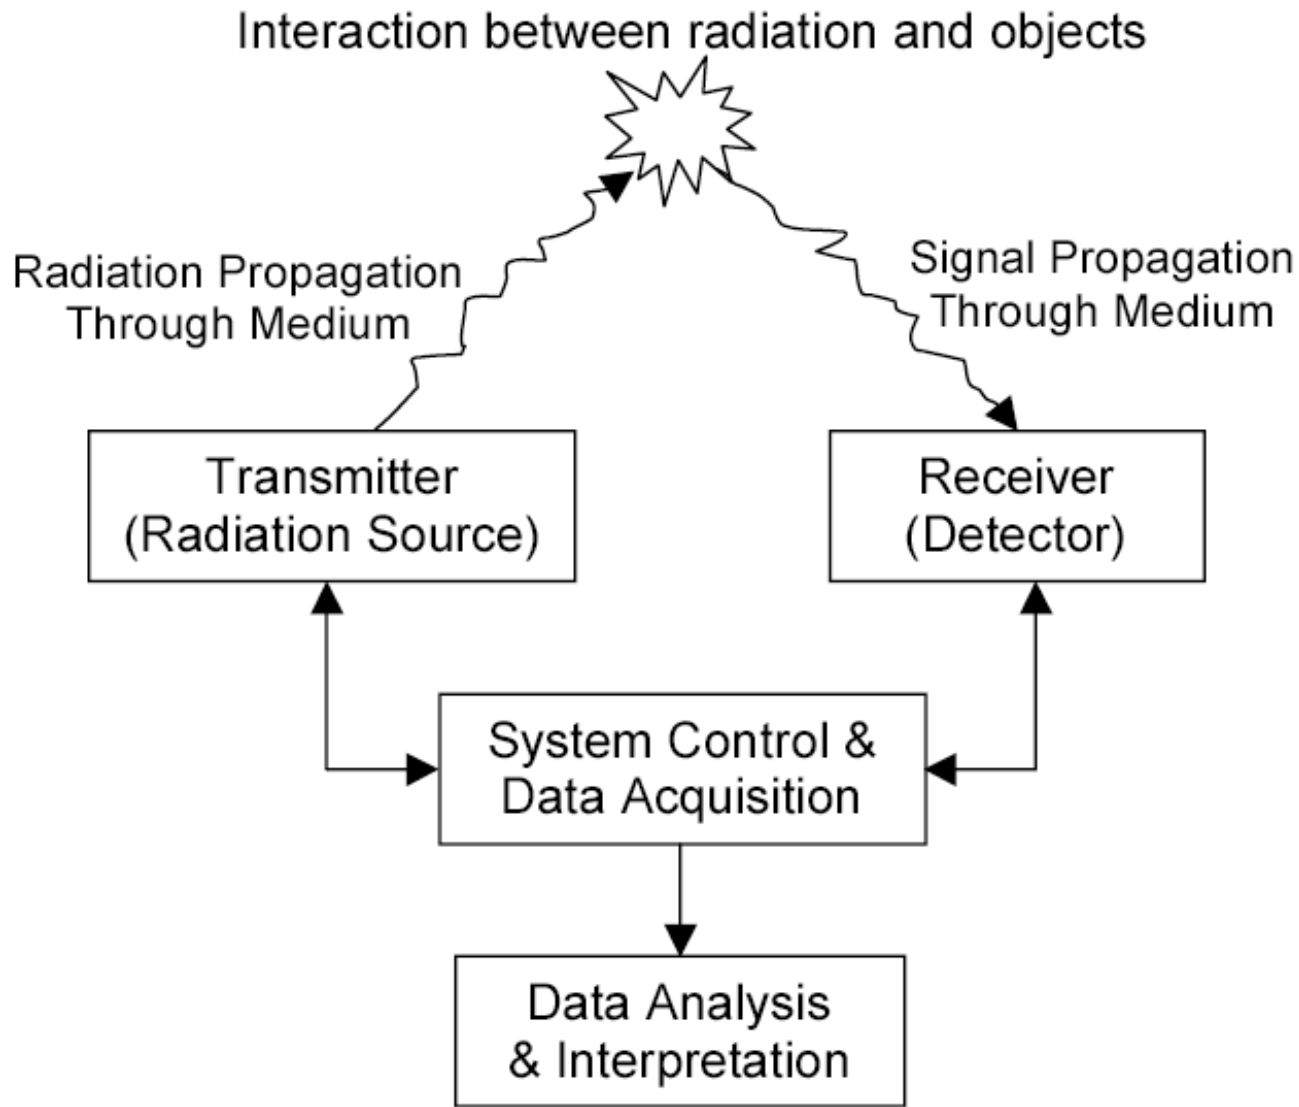 Interaction between radiation and objects
Radiation Propagation
Through Medium
Signal Propagation
Through Medium
Transmitter
(Radiation Source)
Receiver
(Detector)
System Control &
Data Acquisition
Data Analysis
& Interpretation